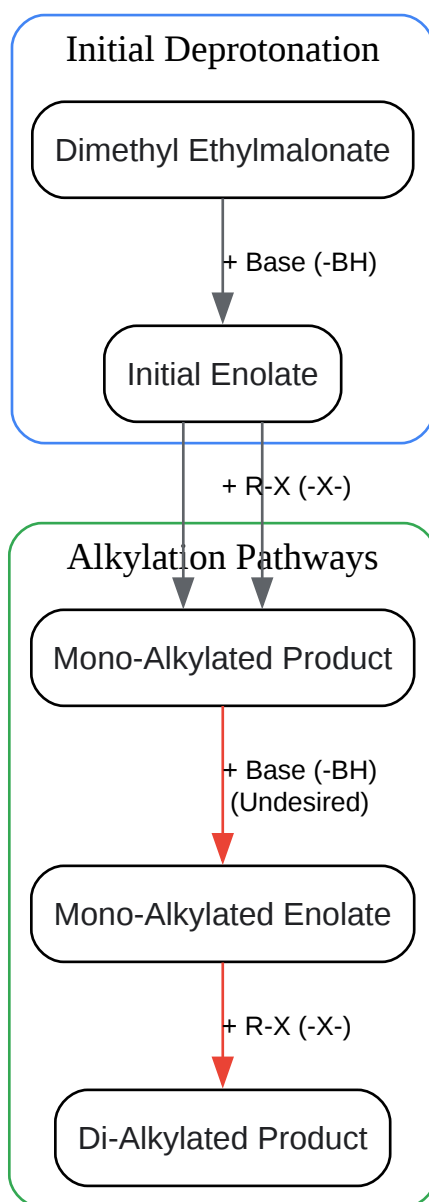 Initial Deprotonation
Dimethyl Ethylmalonate
+ Base (-BH)
Initial Enolate
+ R-X (-X-)
Alkylation Pathways
Mono-Alkylated Product
+ Base (-BH)
(Undesired)
Mono-Alkylated Enolate
+ R-X (-X-)
Di-Alkylated Product